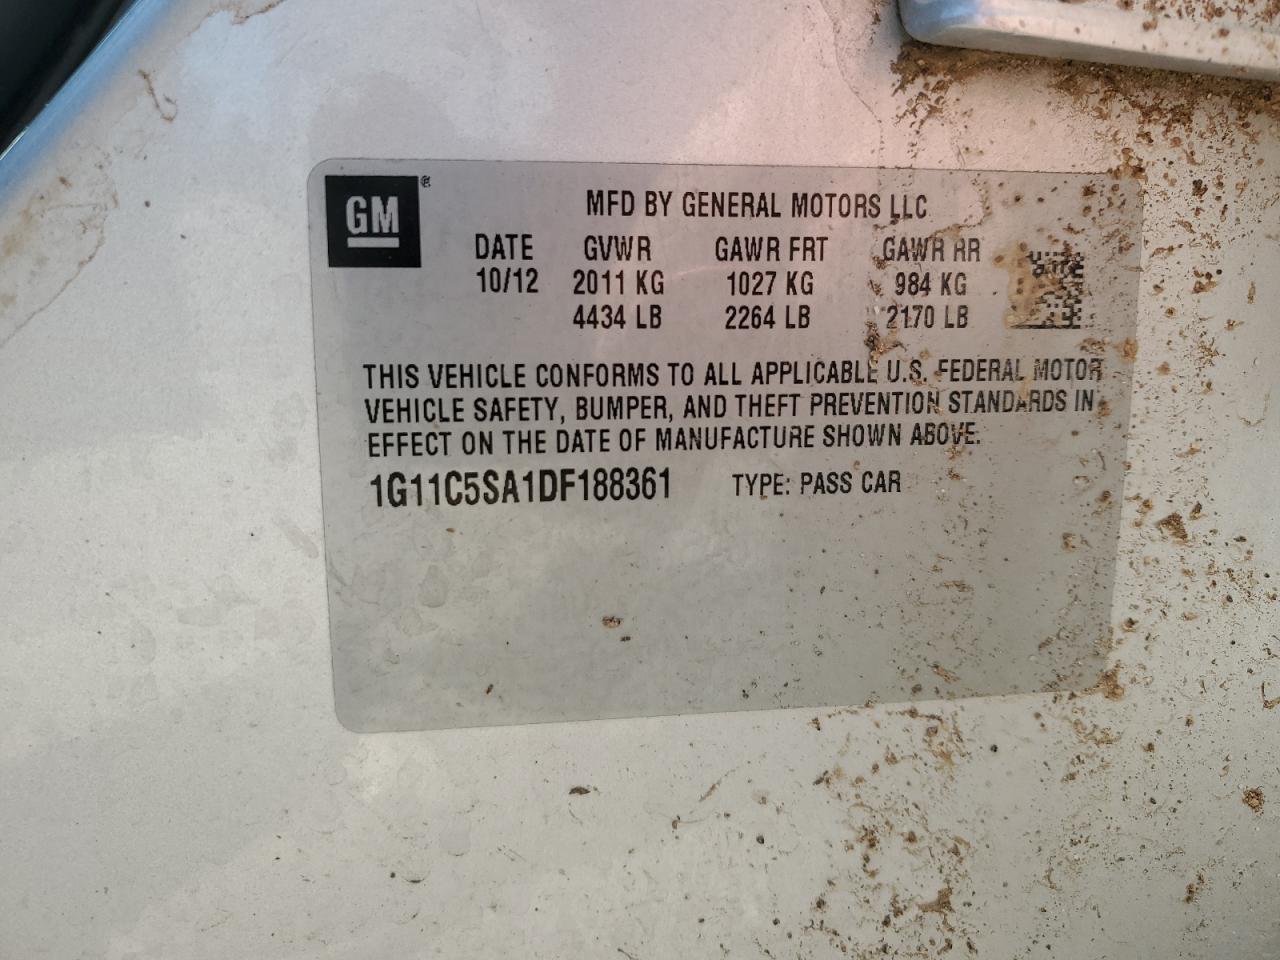 GM®
MFD BY GENERAL MOTORS LLC
DATE GVWR GAWR FRT GAWR RR
10/12 2011 KG 1027 KG 984 KG
4434 LB 2264 LB 2170 LB
THIS VEHICLE CONFORMS TO ALL APPLICABLE U.S. FEDERAL MOTOR
VEHICLE SAFETY, BUMPER, AND THEFT PREVENTION STANDARDS IN
EFFECT ON THE DATE OF MANUFACTURE SHOWN ABOVE.
1G11C5SA1DF188361 TYPE: PASS CAR